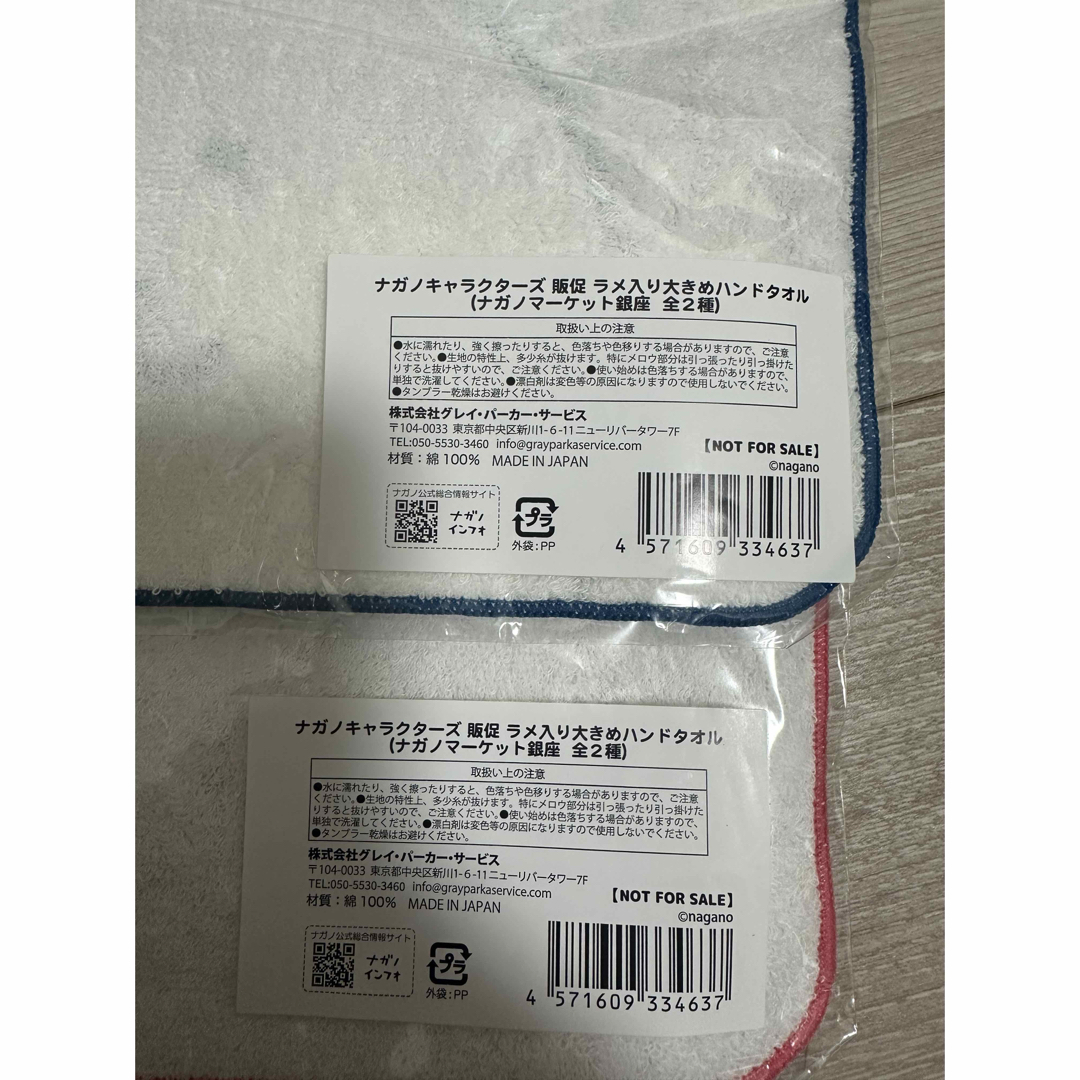 ナガノキャラクターズ 販促 ラメ入り大きめハンドタオル
(ナガノマーケット銀座 全2種)
取扱い上の注意
●水に濡れたり、強く擦ったりすると、色落ちや色移りする場合がありますので、ご注意
ください。●生地の特性上、多少糸が抜けます。特にメロウ部分は引っ張ったり引っ掛けた
りすると抜けやすいので、ご注意ください。●使い始めは色落ちする場合がありますので、
単独で洗濯してください。●漂白剤は変色等の原因になりますので使用しないでください。
●タンブラー乾燥はお避けください。
株式会社グレイ・パーカー・サービス
〒104-0033 東京都中央区新川1-6-11ニューリバータワー7F
TEL:050-5530-3460 info@grayparkaservice.com
材質:綿100% MADE IN JAPAN
【NOT FOR SALE】
©nagano
ナガノ公式総合情報サイト
ナガノ
インフォ
プラ
外袋:PP
4 571609 334637
ナガノキャラクターズ 販促 ラメ入り大きめハンドタオル
(ナガノマーケット銀座 全2種)
取扱い上の注意
●水に濡れたり、強く擦ったりすると、色落ちや色移りする場合がありますので、ご注意
ください。●生地の特性上、多少糸が抜けます。特にメロウ部分は引っ張ったり引っ掛けた
りすると抜けやすいので、ご注意ください。●使い始めは色落ちする場合がありますので、
単独で洗濯してください。●漂白剤は変色等の原因になりますので使用しないでください。
●タンブラー乾燥はお避けください。
株式会社グレイ・パーカー・サービス
〒104-0033 東京都中央区新川1-6-11ニューリバータワー7F
TEL:050-5530-3460 info@grayparkaservice.com
材質:綿100% MADE IN JAPAN
【NOT FOR SALE】
©nagano
ナガノ公式総合情報サイト
ナガノ
インフォ
プラ
外袋:PP
4 571609 334637